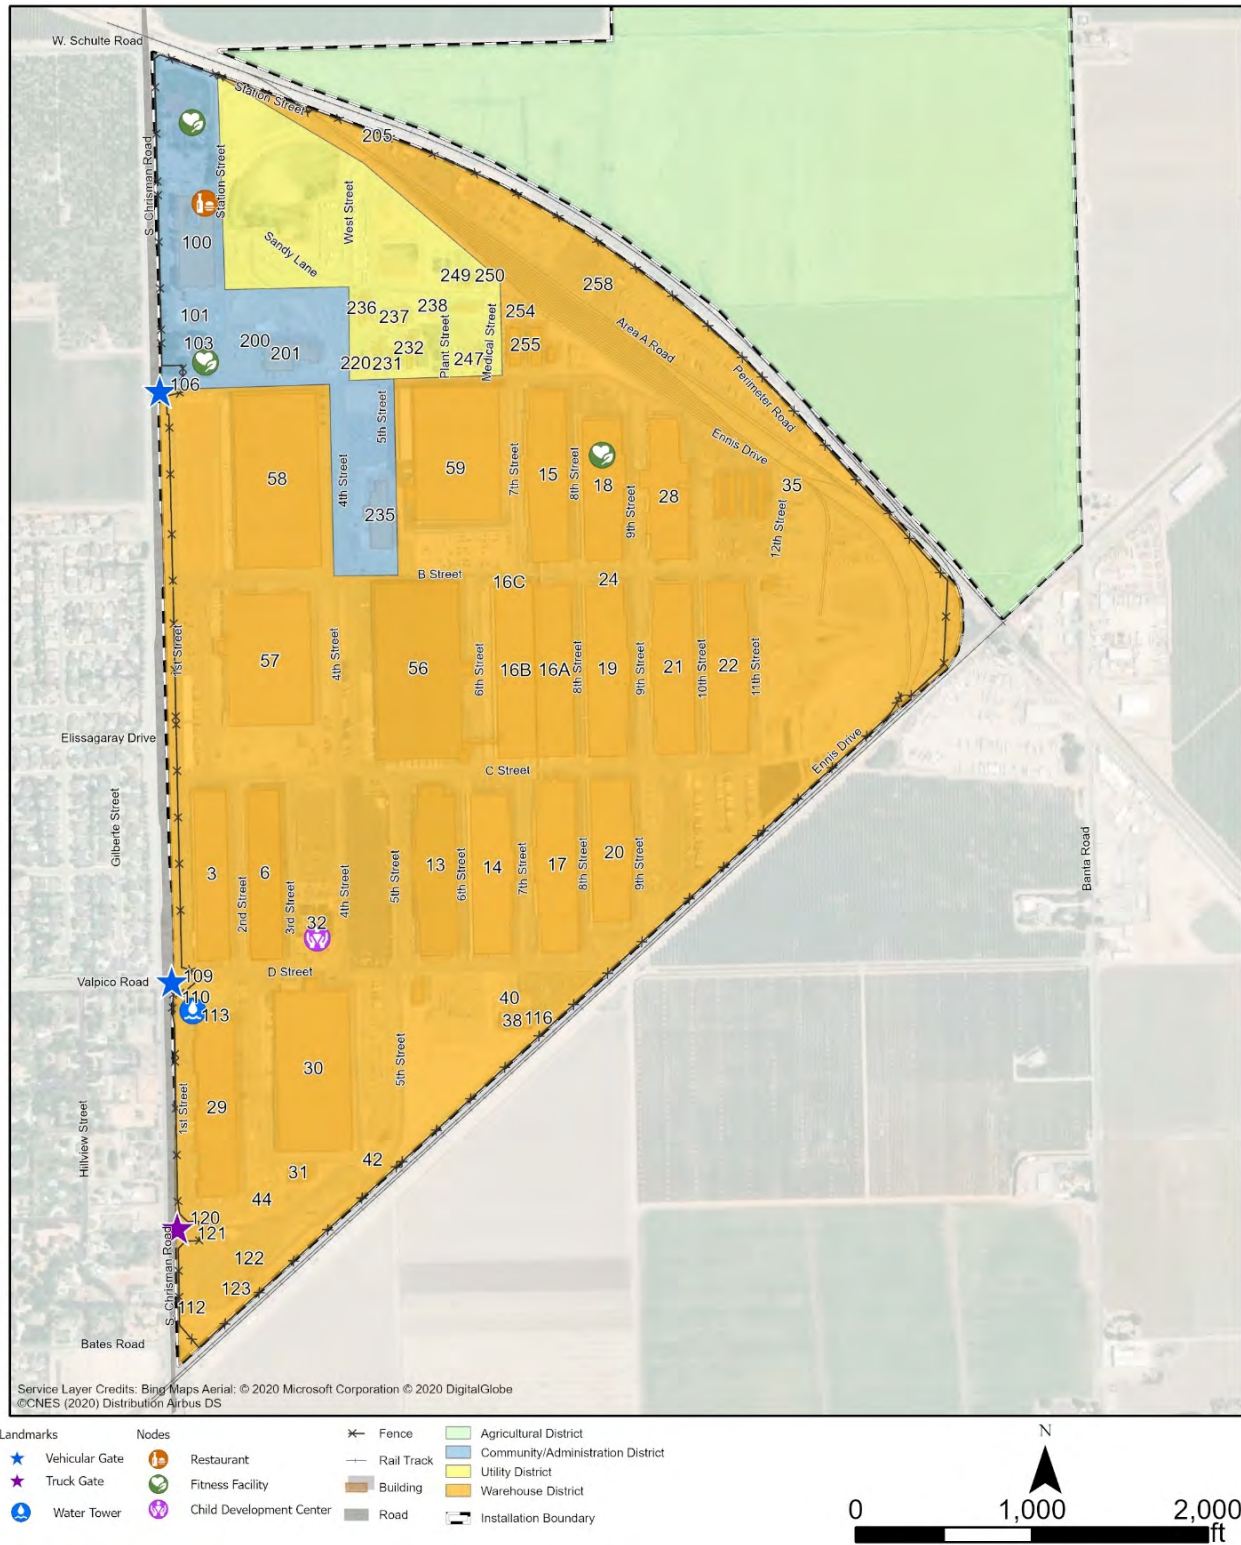 W. Schulte Road
Station Street
205
S. Chrisman Road
Station Street
West Street
Sandy Lane
100
249 250
258
236
237
238
254
101
Area A Road
103
200
201
232
255
220 231
Plant Street
247
Medical Street
Perimeter Road
106
5th Street
Ennis Drive
58
4th Street
59
7th Street
15
8th Street
18
9th Street
28
35
12th Street
235
B Street
16C
24
1st Street
57
4th Street
56
6th Street
16B
16A
8th Street
19
9th Street
21
10th Street
22
11th Street
Elissagaray Drive
C Street
Ennis Drive
Gilberte Street
3
2nd Street
6
3rd Street
4th Street
5th Street
13
6th Street
14
7th Street
17
8th Street
20
9th Street
Banta Road
32
Valpico Road
109
D Street
110
113
40
38 116
30
5th Street
29
1st Street
Hillview Street
31
42
44
120
121
S. Chrisman Road
122
123
112
Bates Road
Service Layer Credits: Bing Maps Aerial: © 2020 Microsoft Corporation © 2020 DigitalGlobe
©CNES (2020) Distribution Airbus DS
Landmarks
Vehicular Gate
Truck Gate
Water Tower
Nodes
Restaurant
Fitness Facility
Child Development Center
Fence
Rail Track
Building
Road
Agricultural District
Community/Administration District
Utility District
Warehouse District
Installation Boundary
N
0 1,000 2,000
ft